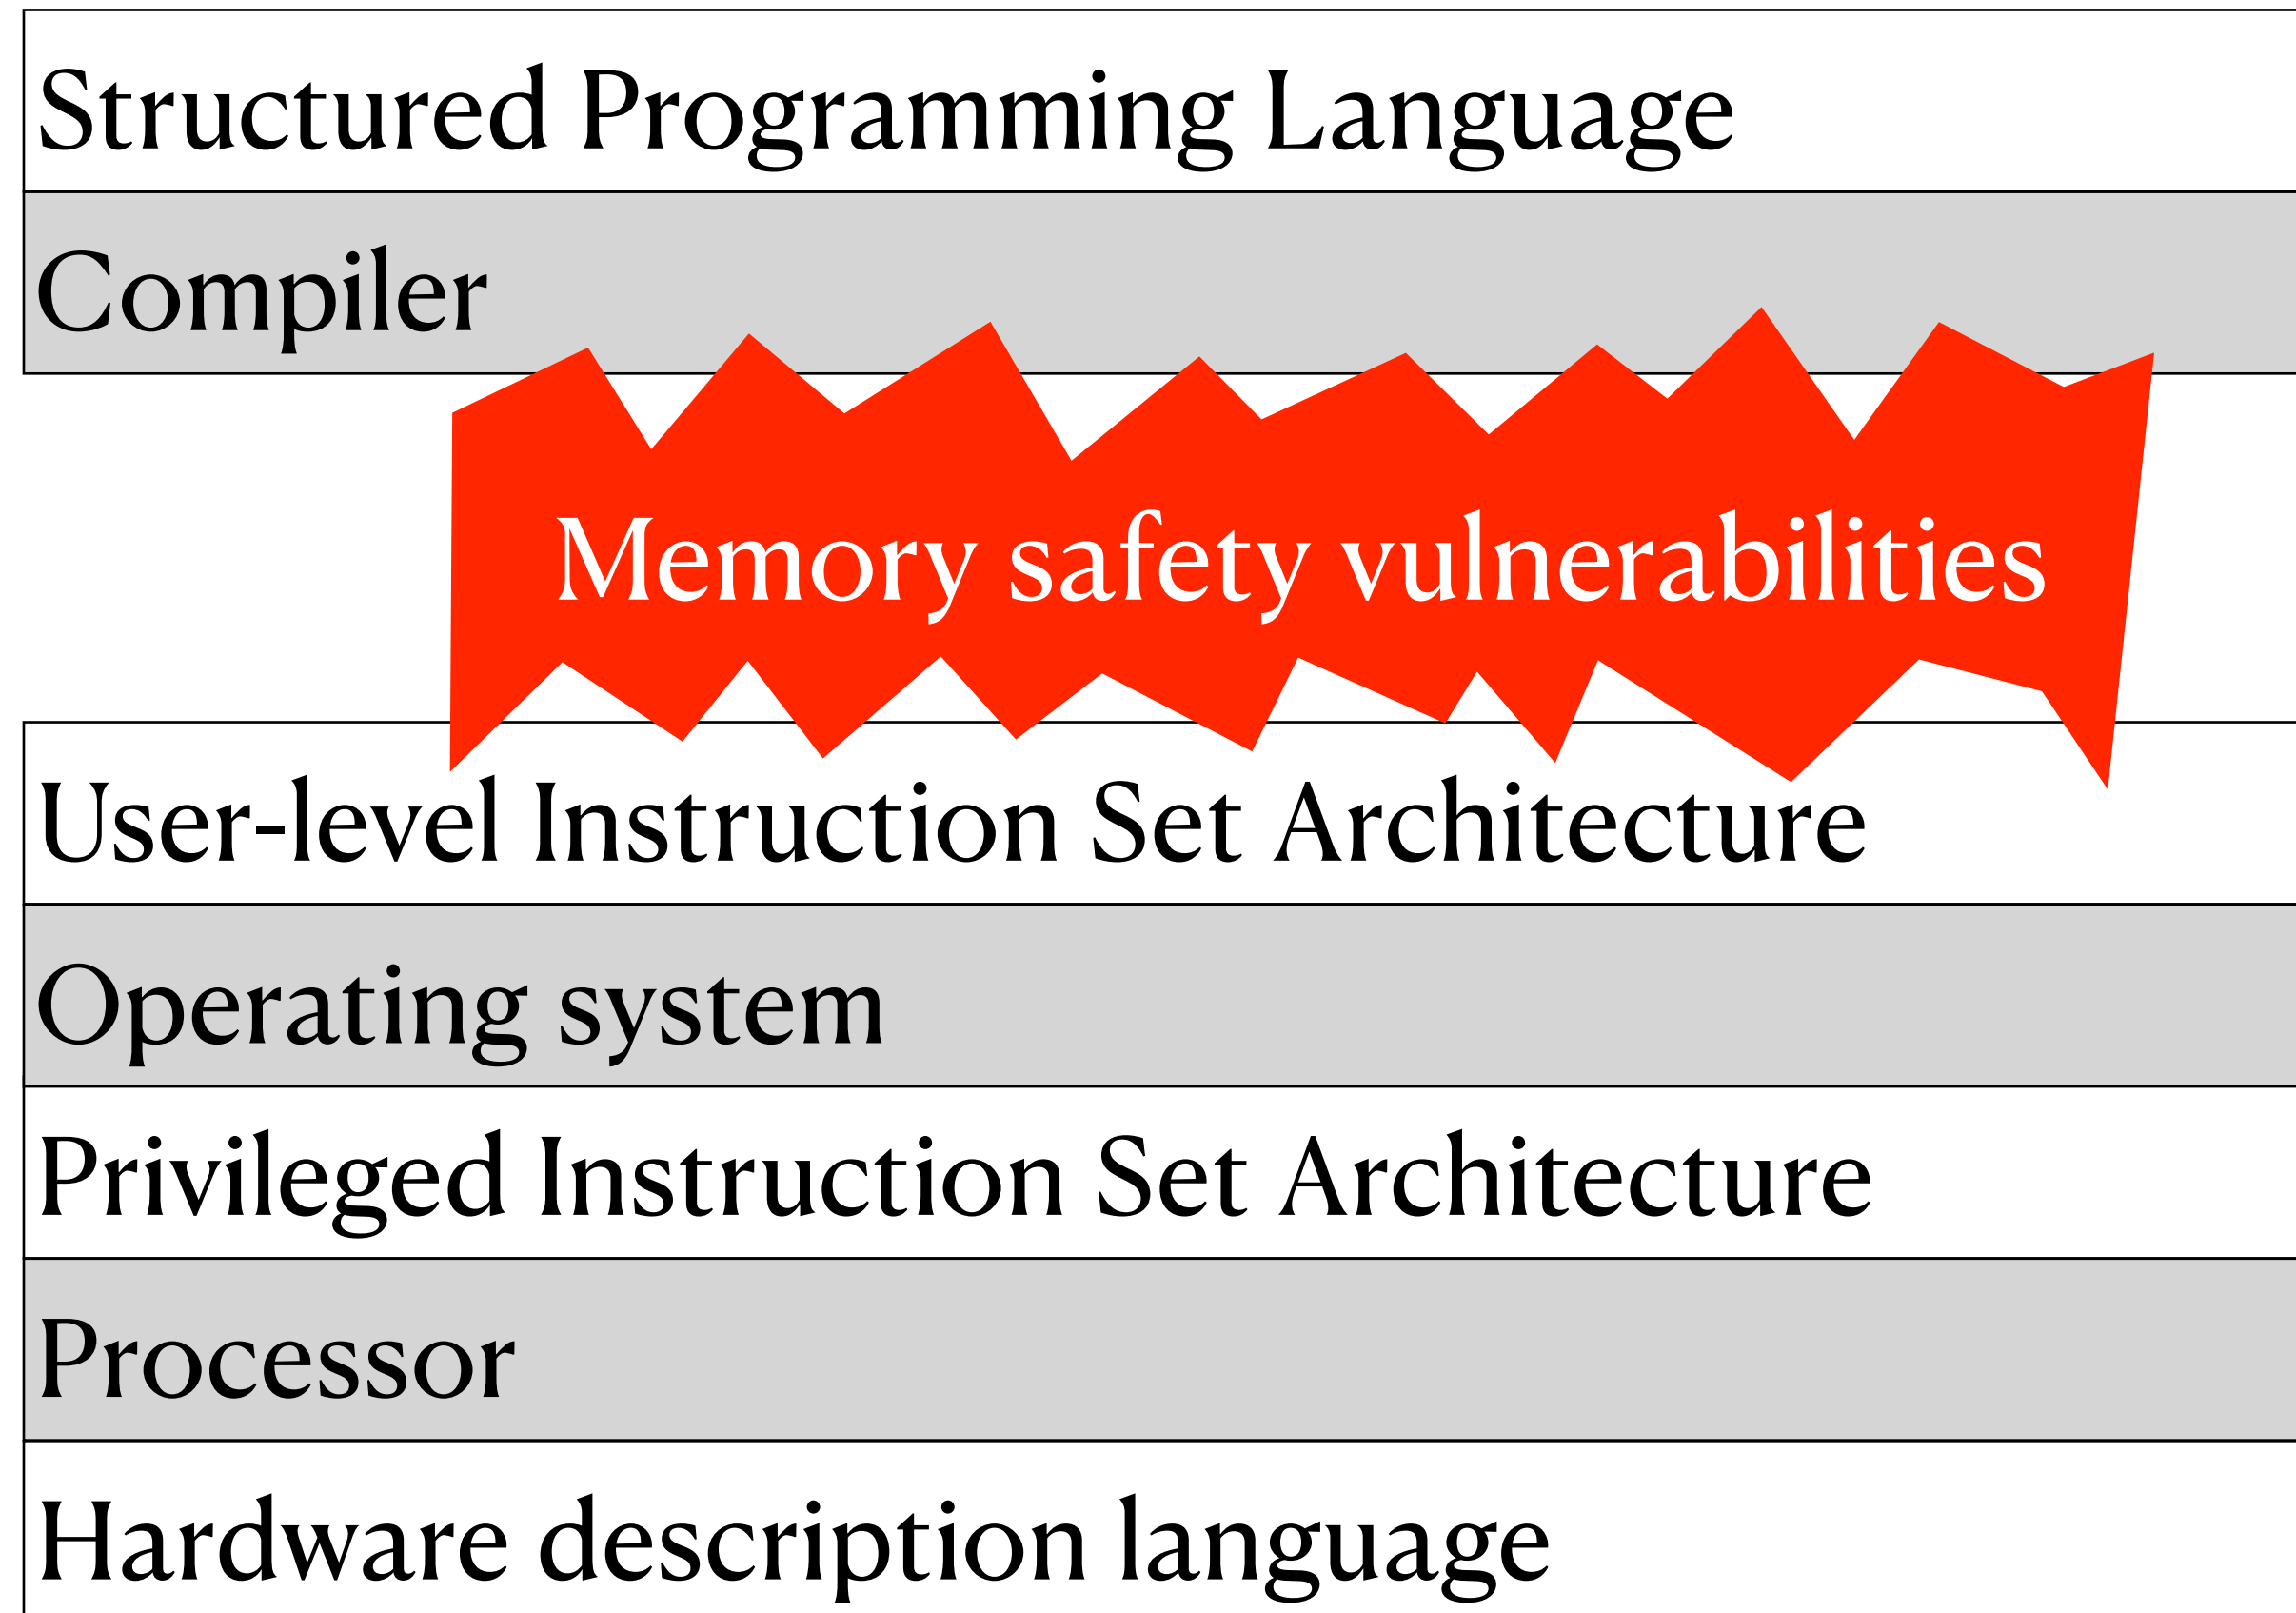 Structured Programming Language
Compiler
Memory safety vulnerabilities
User-level Instruction Set Architecture
Operating system
Privileged Instruction Set Architecture
Processor
Hardware description language